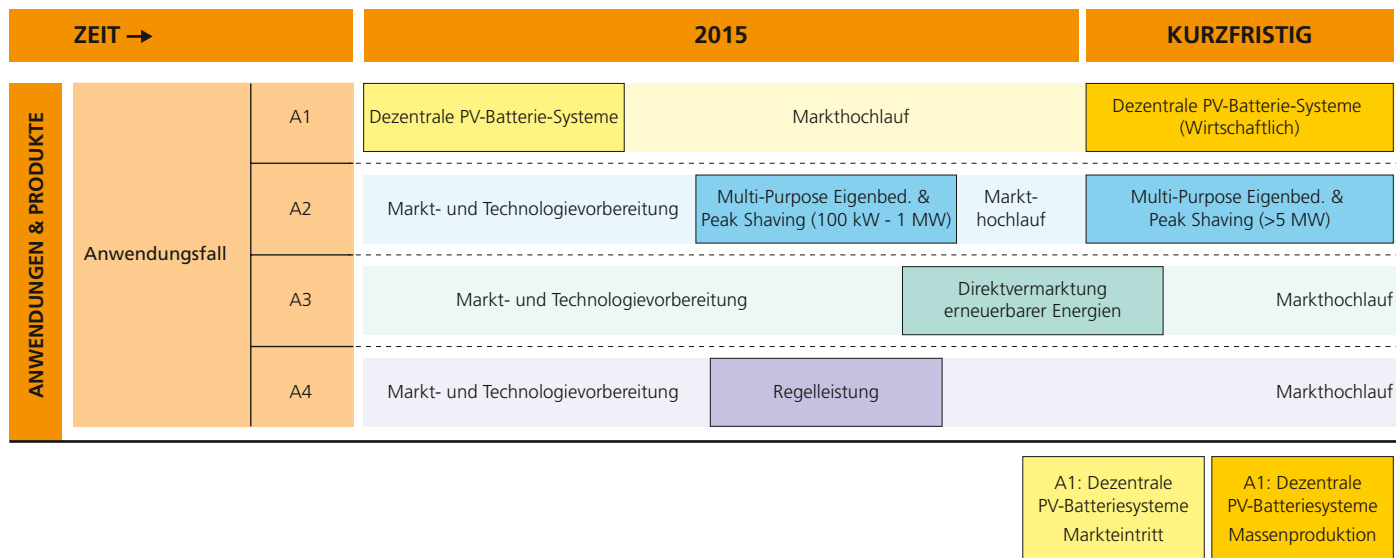 ZEIT →
2015
KURZFRISTIG
ANWENDUNGEN & PRODUKTE
Anwendungsfall
A1
Dezentrale PV-Batterie-Systeme
Markthochlauf
Dezentrale PV-Batterie-Systeme
(Wirtschaftlich)
A2
Markt- und Technologievorbereitung
Multi-Purpose Eigenbed. &
Peak Shaving (100 kW - 1 MW)
Markt-
hochlauf
Multi-Purpose Eigenbed. &
Peak Shaving (>5 MW)
A3
Markt- und Technologievorbereitung
Direktvermarktung
erneuerbarer Energien
Markthochlauf
A4
Markt- und Technologievorbereitung
Regelleistung
Markthochlauf
A1: Dezentrale
PV-Batteriesysteme
Markteintritt
A1: Dezentrale
PV-Batteriesysteme
Massenproduktion